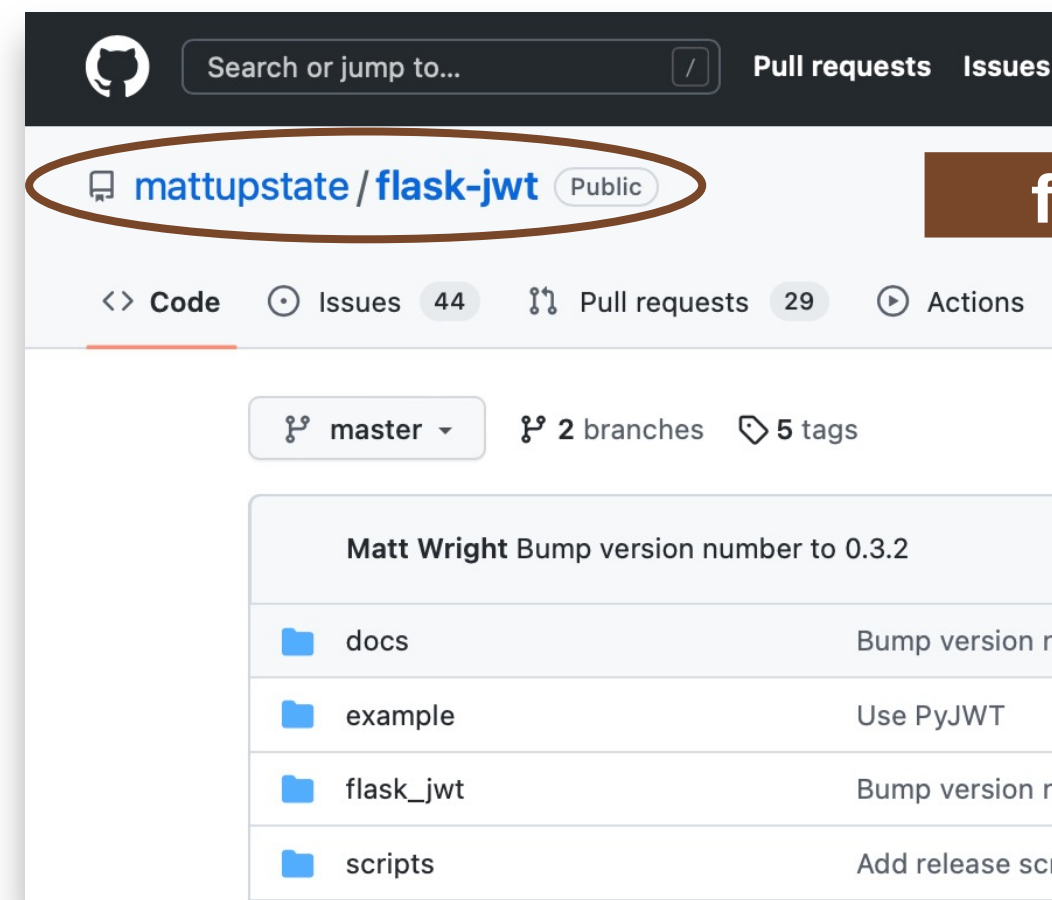 Search or jump to... / Pull requests Issues
mattupstate / flask-jwt Public
f
Code Issues 44 Pull requests 29 Actions
master 2 branches 5 tags
Matt Wright Bump version number to 0.3.2
docs Bump version
example Use PyJWT
flask_jwt Bump version
scripts Add release